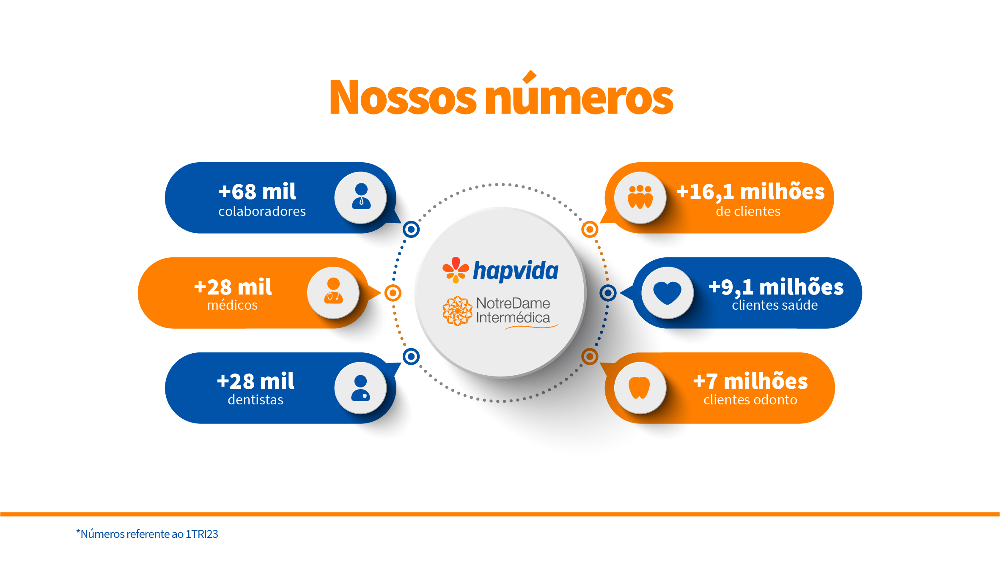 Nossos números
+68 mil
colaboradores
+28 mil
médicos
+28 mil
dentistas
hapvida
NotreDame
Intermédica
+16,1 milhões
de clientes
+9,1 milhões
clientes saúde
+7 milhões
clientes odonto
*Números referente ao 1TRI23